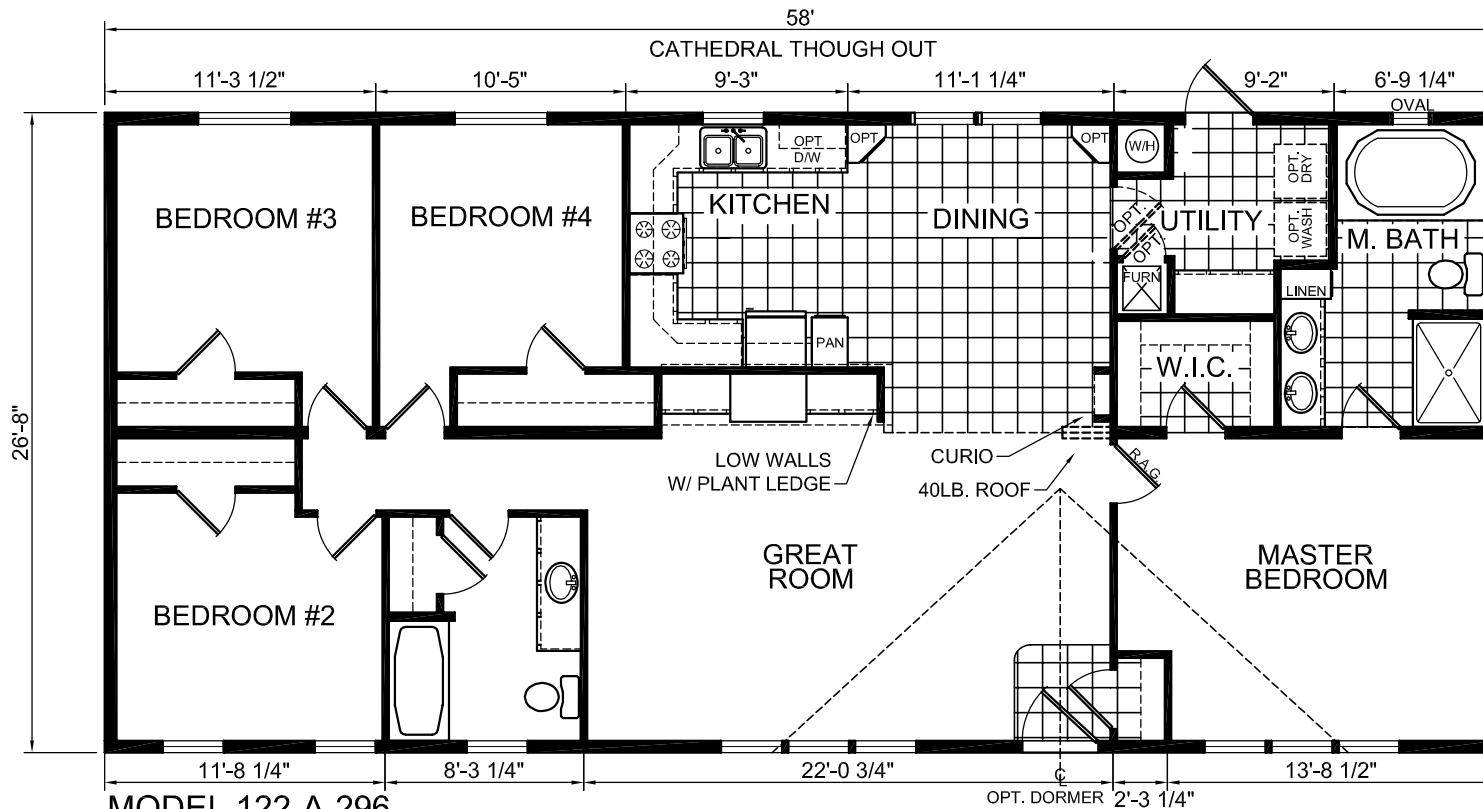 58'
CATHEDRAL THOUGH OUT
11'-3 1/2" 10'-5" 9'-3" 11'-1 1/4" 9'-2" 6'-9 1/4"
OVAL
OPT
D/W
OPT
OPT
W/H
OPT.
DRY
BEDROOM #3
BEDROOM #4
KITCHEN
DINING
OPT.
UTILITY
OPT.
WASH
M. BATH
OPT.
FURN
LINEN
PAN
W.I.C.
26'-8"
LOW WALLS
W/ PLANT LEDGE
CURIO
40LB. ROOF
R.A.G.
GREAT
ROOM
MASTER
BEDROOM
BEDROOM #2
11'-8 1/4" 8'-3 1/4" 22'-0 3/4" 13'-8 1/2"
OPT. DORMER 2'-3 1/4"
MODEL 122-A 296